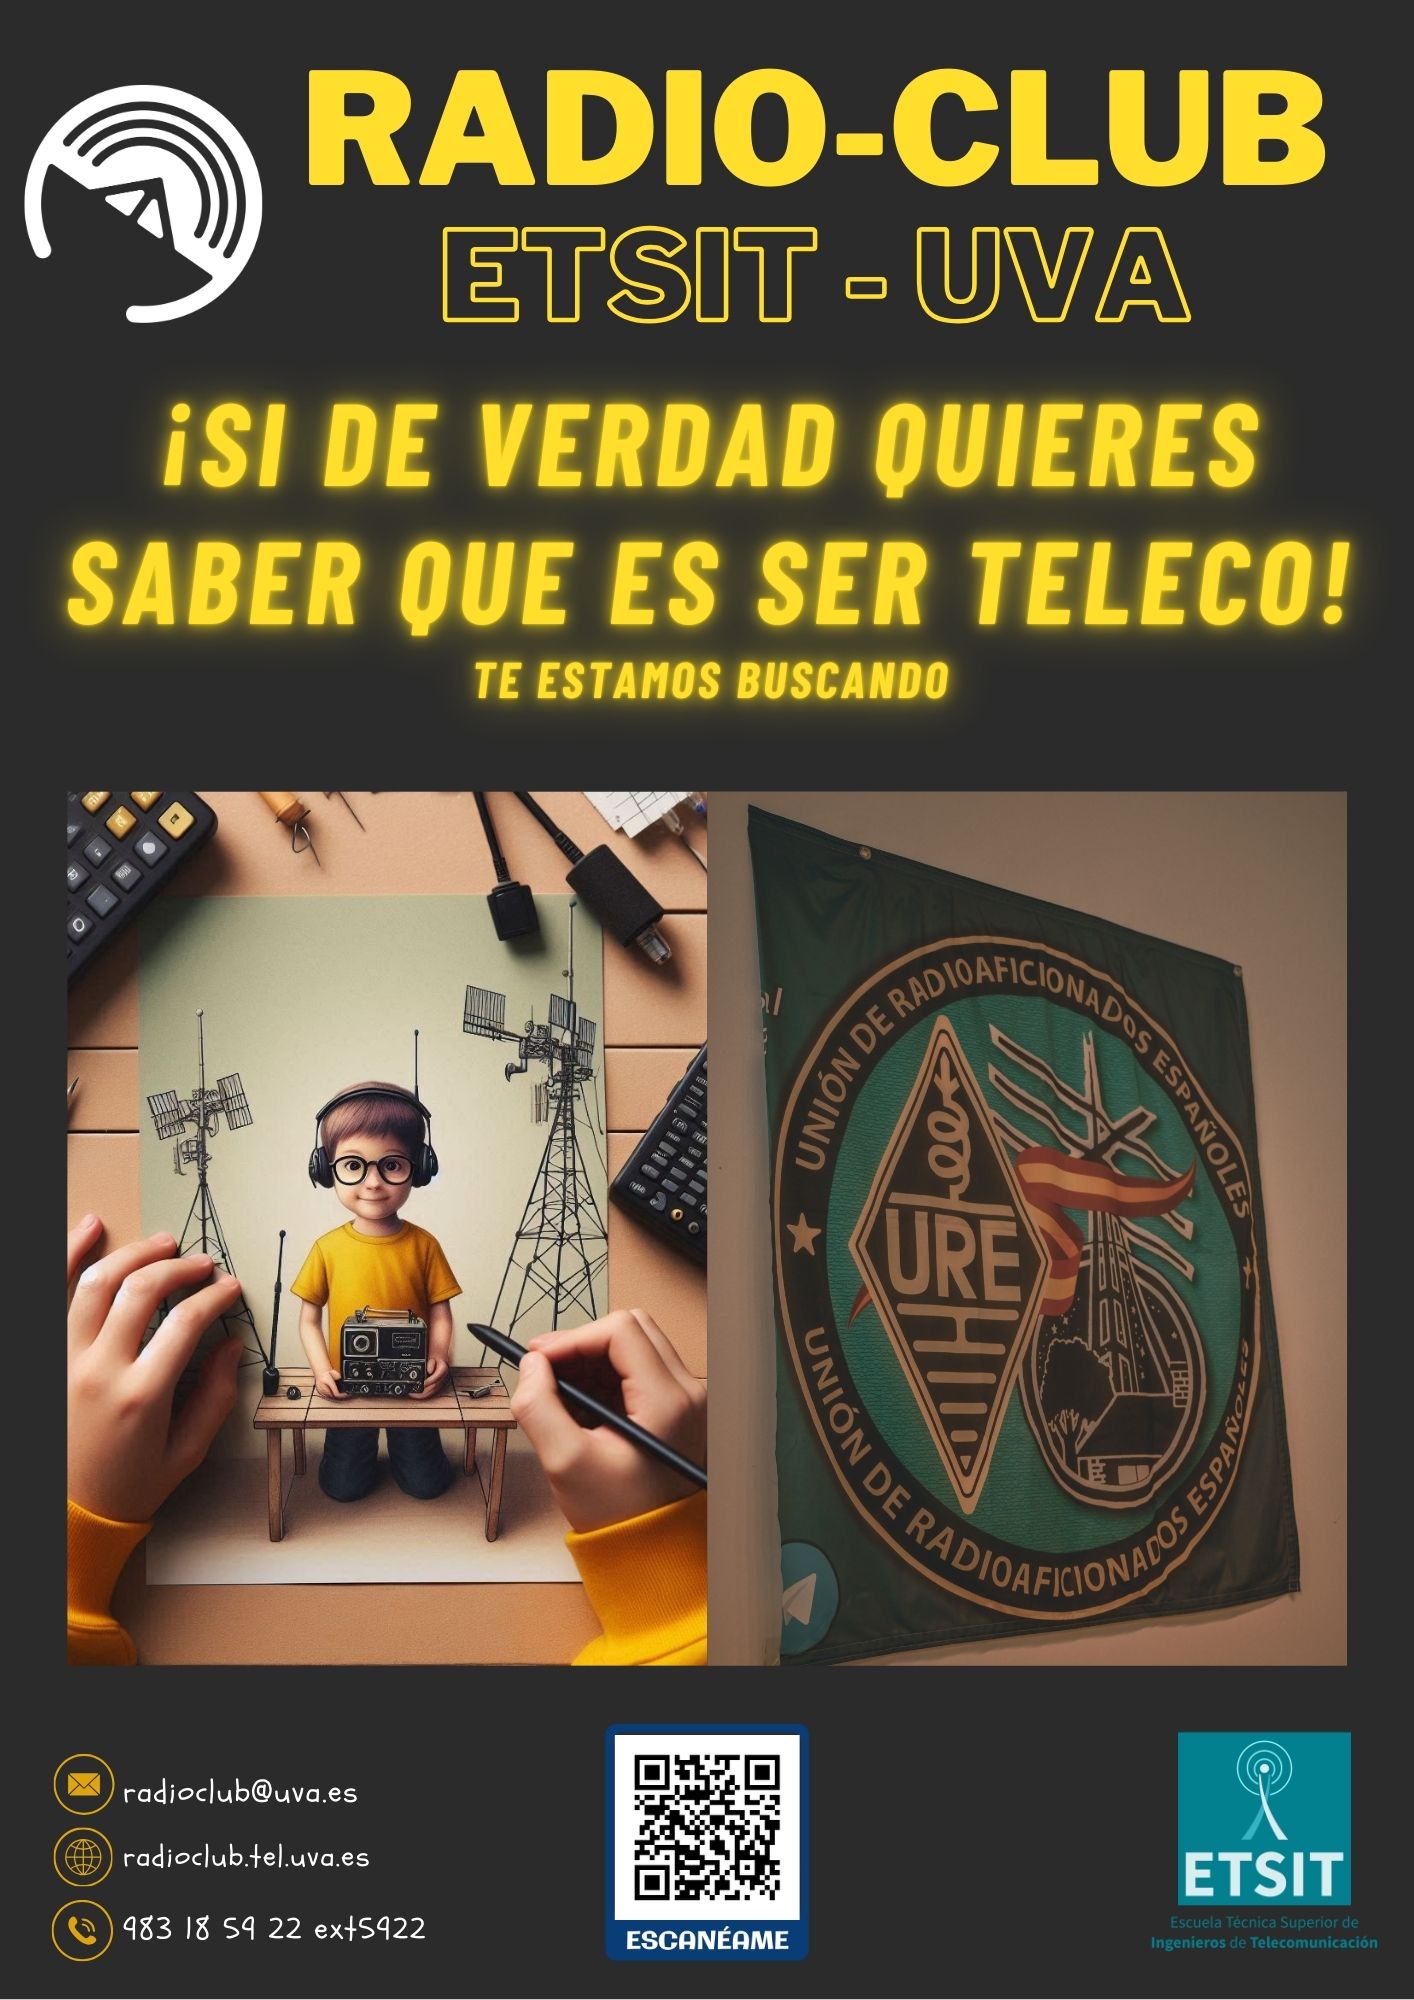 RADIO-CLUB
ETSIT - UVA
¡SI DE VERDAD QUIERES
SABER QUE ES SER TELECO!
TE ESTAMOS BUSCANDO
UNIÓN DE RADIOAFICIONADOS ESPAÑOLES
URE
UNIÓN DE RADIOAFICIONADOS ESPAÑOLES
radioclub@uva.es
radioclub.tel.uva.es
983 18 59 22 ext5922
ESCANÉAME
ETSIT
Escuela Técnica Superior de
Ingenieros de Telecomunicación